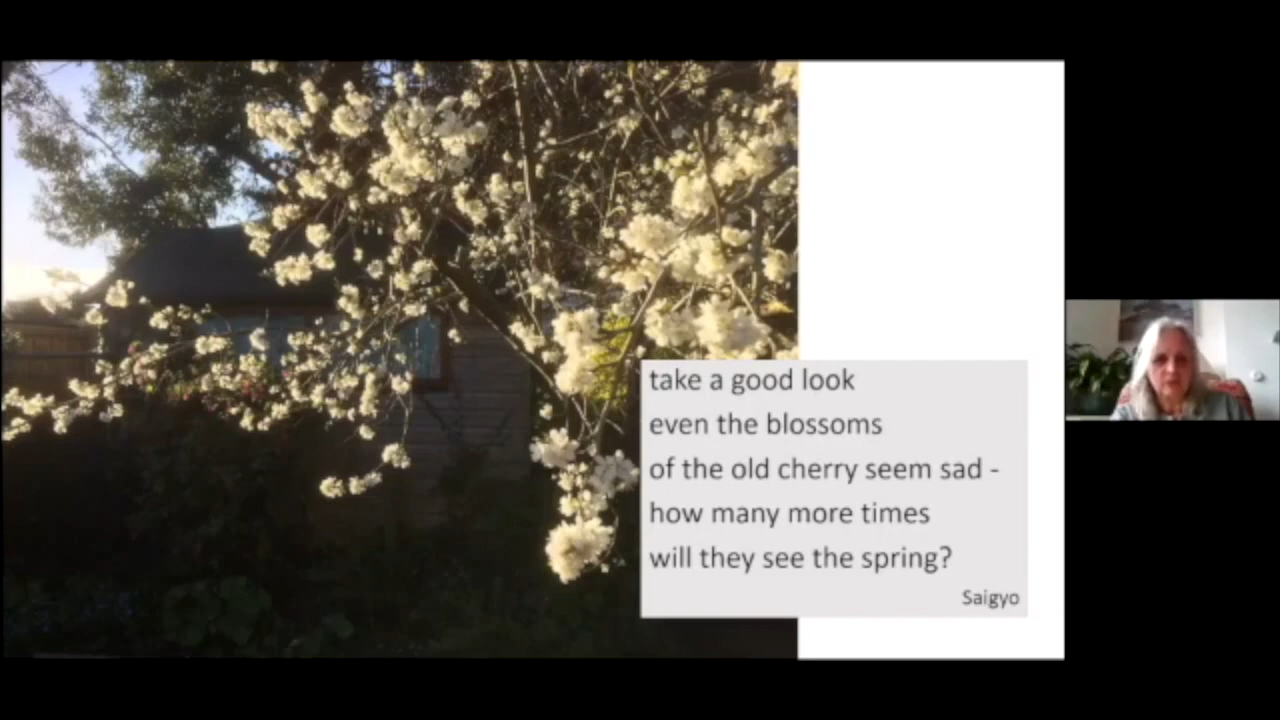 take a good look
even the blossoms
of the old cherry seem sad -
how many more times
will they see the spring?
Saigyo